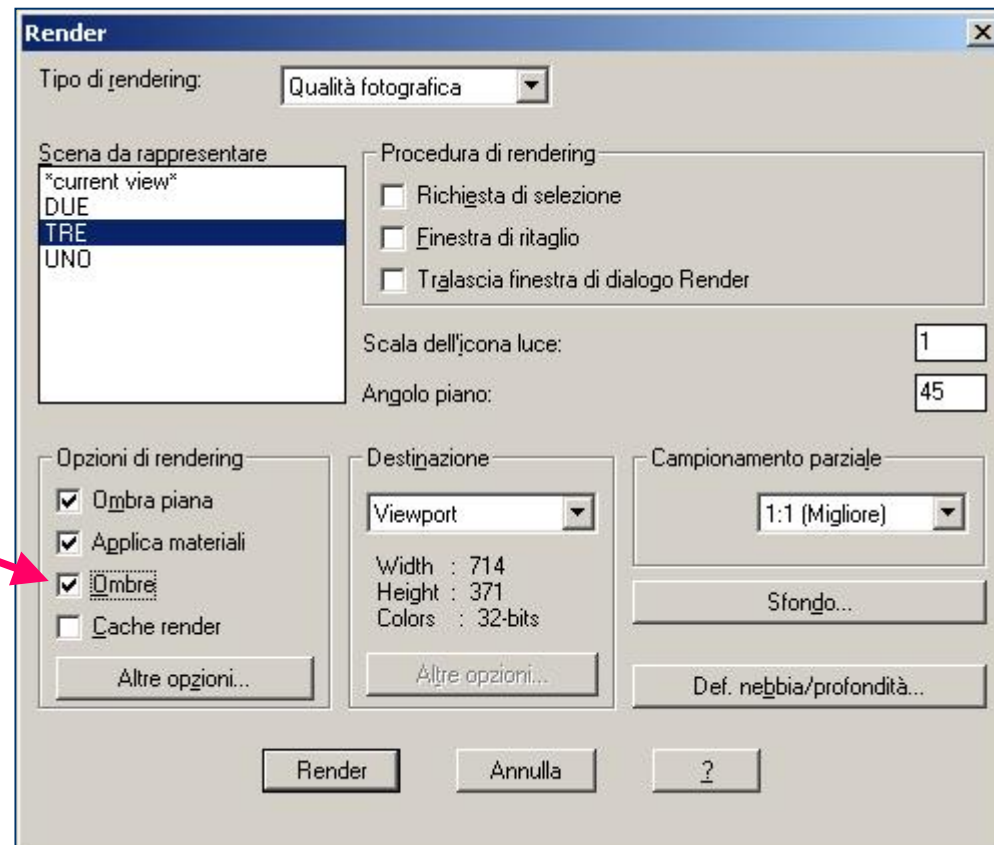 Render
Tipo di rendering:
Qualità fotografica
Scena da rappresentare
*current view*
DUE
TRE
UNO
Procedura di rendering
Richiesta di selezione
Finestra di ritaglio
Tralascia finestra di dialogo Render
Scala dell'icona luce:
1
Angolo piano:
45
Opzioni di rendering
Ombra piana
Applica materiali
Ombre
Cache render
Altre opzioni...
Destinazione
Viewport
Width : 714
Height : 371
Colors : 32-bits
Altre opzioni...
Campionamento parziale
1:1 (Migliore)
Sfondo...
Def. nebbia/profondità...
Render
Annulla
?